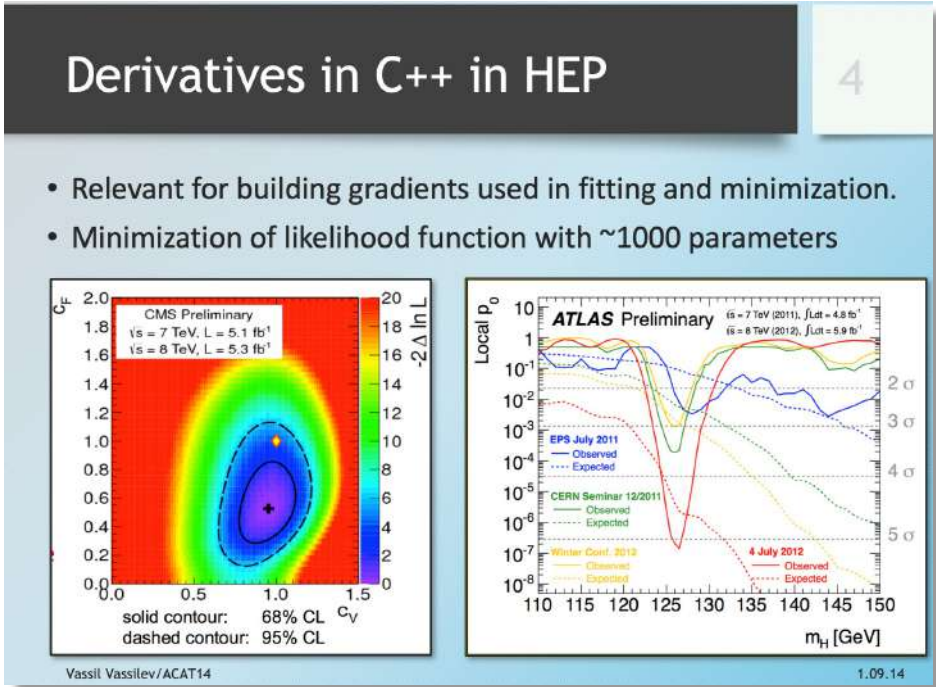 Derivatives in C++ in HEP
4
• Relevant for building gradients used in fitting and minimization.
• Minimization of likelihood function with ~1000 parameters
c_F
2.0
1.8
1.6
1.4
1.2
1.0
0.8
0.6
0.4
0.2
0.0
CMS Preliminary
√s = 7 TeV, L = 5.1 fb⁻¹
√s = 8 TeV, L = 5.3 fb⁻¹
20
18
16
14
12
10
8
6
4
2
0
-2 Δ ln L
0.0 0.5 1.0 1.5
c_V
solid contour: 68% CL
dashed contour: 95% CL
Local p₀
10
1
10⁻¹
10⁻²
10⁻³
10⁻⁴
10⁻⁵
10⁻⁶
10⁻⁷
10⁻⁸
ATLAS Preliminary
√s = 7 TeV (2011), ∫Ldt = 4.8 fb⁻¹
√s = 8 TeV (2012), ∫Ldt = 5.9 fb⁻¹
2 σ
3 σ
4 σ
5 σ
EPS July 2011
Observed
Expected
CERN Seminar 12/2011
Observed
Expected
Winter Conf. 2012
Observed
Expected
4 July 2012
Observed
Expected
110 115 120 125 130 135 140 145 150
m_H [GeV]
Vassil Vassilev/ACAT14
1.09.14